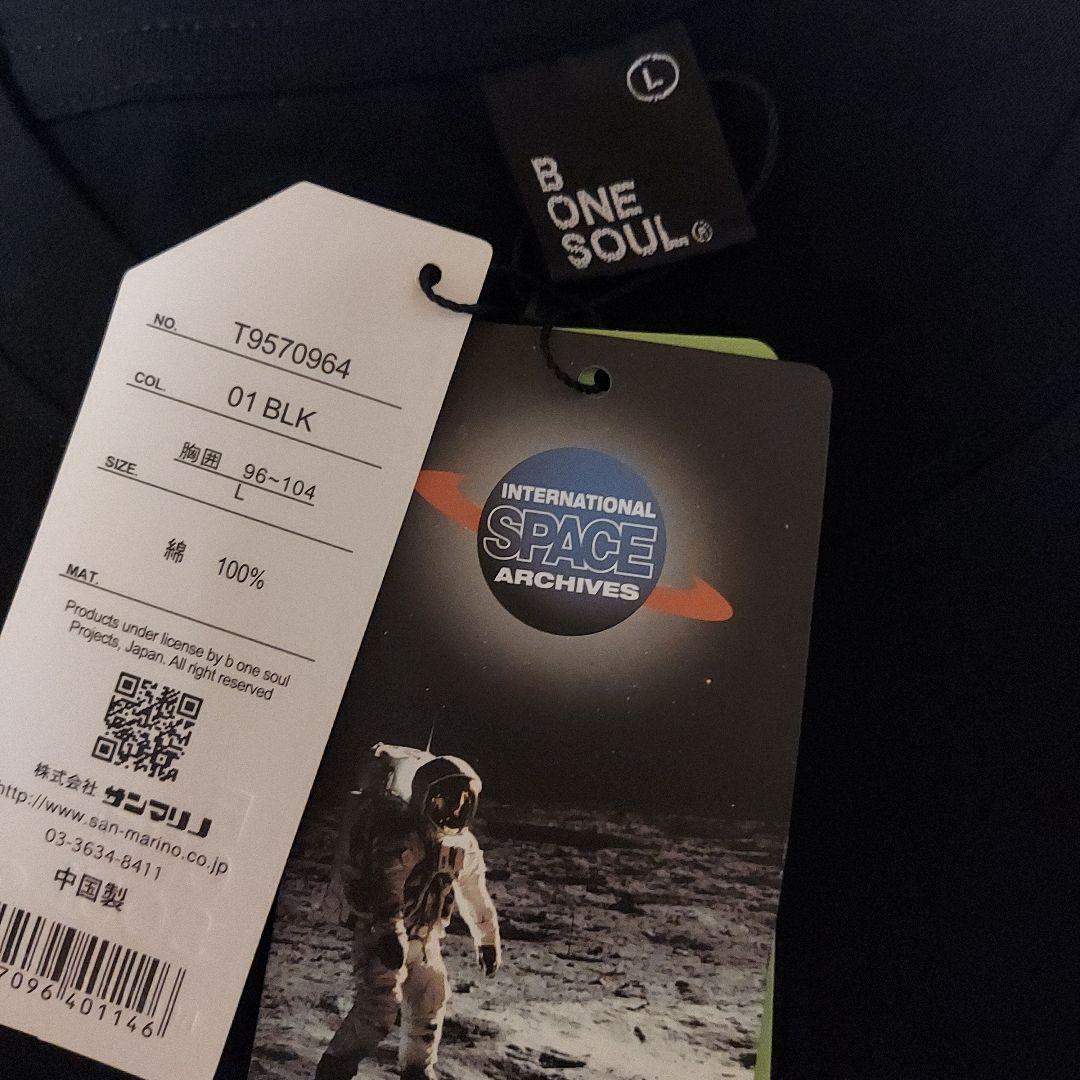 L
B
ONE
SOUL®
NO. T9570964
COL. 01 BLK
胸囲 96~104
SIZE. L
綿 100%
MAT.
Products under license by b one soul
Projects, Japan. All right reserved
株式会社 サンマリノ
http://www.san-marino.co.jp
03-3634-8411
中国製
7096 401146
INTERNATIONAL
SPACE
ARCHIVES